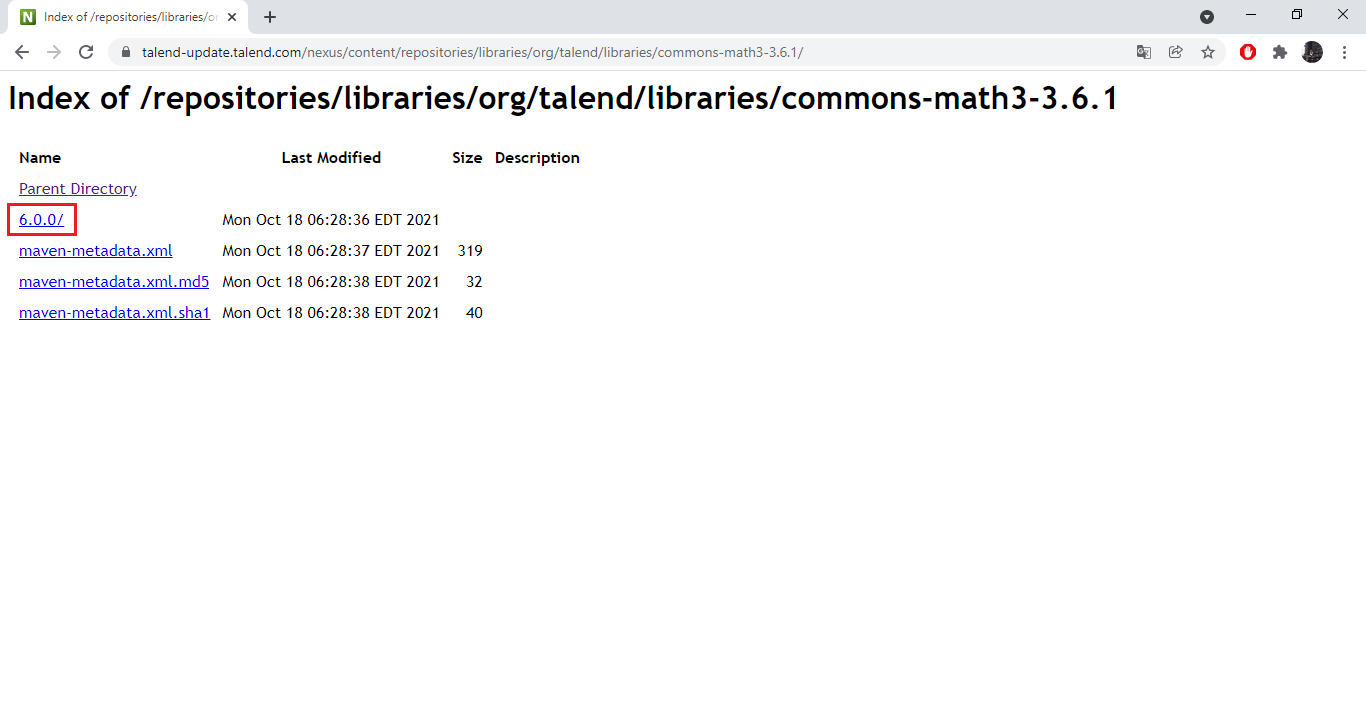 Index of /repositories/libraries/or
talend-update.talend.com/nexus/content/repositories/libraries/org/talend/libraries/commons-math3-3.6.1/
Index of /repositories/libraries/org/talend/libraries/commons-math3-3.6.1
Name Last Modified Size Description
Parent Directory
6.0.0/ Mon Oct 18 06:28:36 EDT 2021
maven-metadata.xml Mon Oct 18 06:28:37 EDT 2021 319
maven-metadata.xml.md5 Mon Oct 18 06:28:38 EDT 2021 32
maven-metadata.xml.sha1 Mon Oct 18 06:28:38 EDT 2021 40